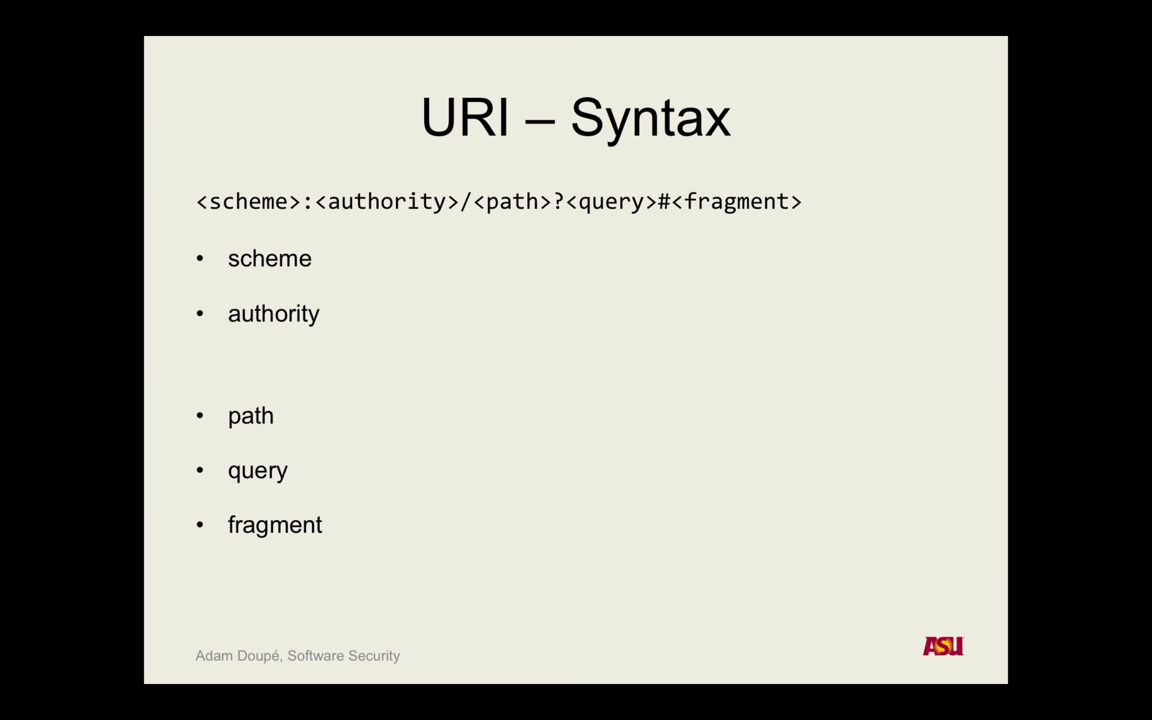 URI – Syntax
<scheme>:<authority>/<path>?<query>#<fragment>
• scheme
• authority
• path
• query
• fragment
Adam Doupé, Software Security
ASU